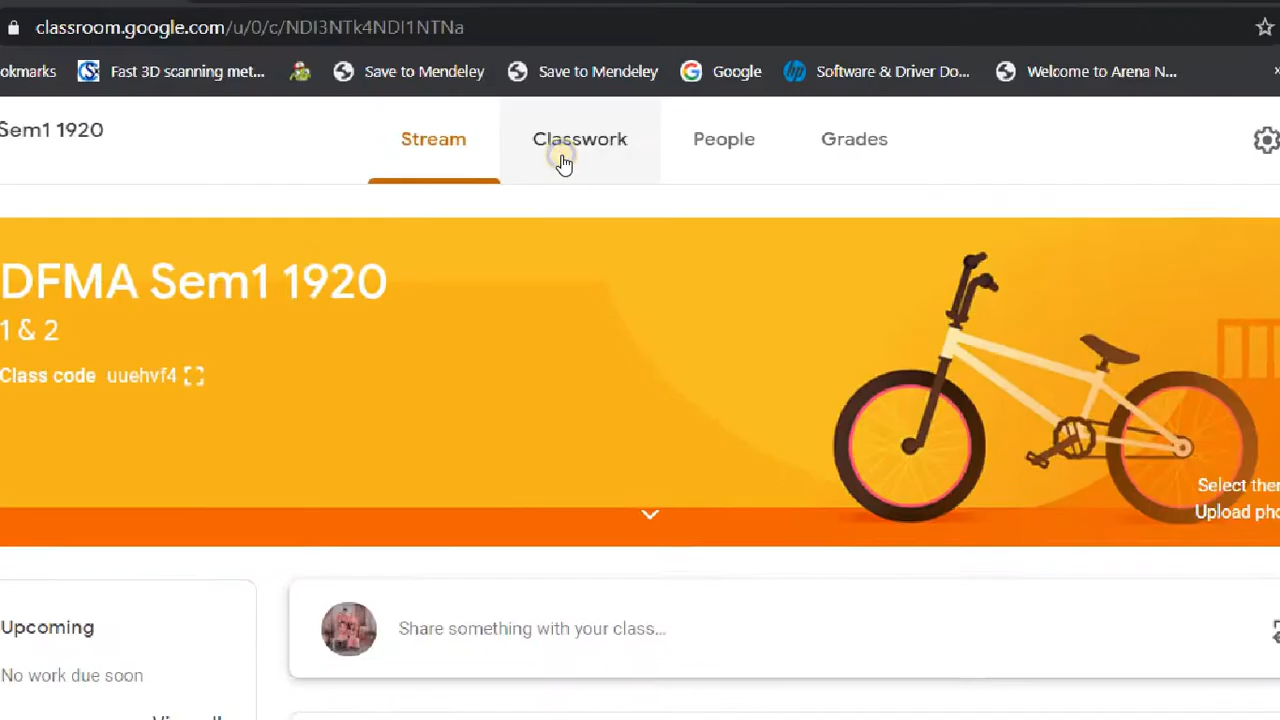 classroom.google.com/u/0/c/NDI3NTk4NDI1NTNa
okmarks Fast 3D scanning met... Save to Mendeley Save to Mendeley Google Software & Driver Do... Welcome to Arena N...
Sem1 1920 Stream Classwork People Grades
DFMA Sem1 1920
1 & 2
Class code uuehvf4
Select ther
Upload pho
Upcoming
Share something with your class...
No work due soon